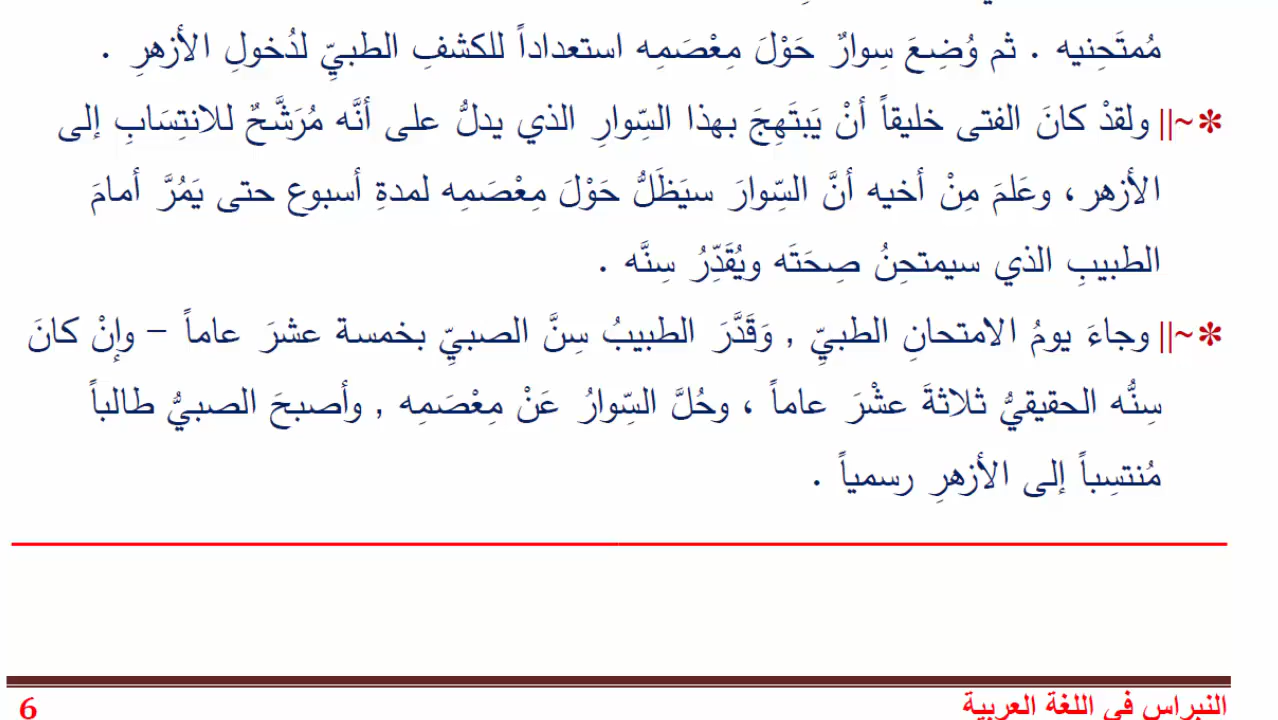 مُمتَحِنيه . ثم وُضِعَ سِوارٌ حَوْلَ مِعْصَمِه استعداداً للكشفِ الطبيِّ لدُخولِ الأزهرِ .
*~|| ولقدْ كانَ الفتى خليقاً أنْ يَبتَهِجَ بهذا السِّوارِ الذي يدلُّ على أنَّه مُرَشَّحٌ للانتِسَابِ إلى
الأزهر، وعَلمَ مِنْ أخيه أنَّ السِّوارَ سيَظَلُّ حَوْلَ مِعْصَمِه لمدةِ أسبوع حتى يَمُرَّ أمامَ
الطبيبِ الذي سيمتحِنُ صِحَتَه ويُقَدِّرُ سِنَّه .
*~|| وجاءَ يومُ الامتحانِ الطبيِّ , وَقَدَّرَ الطبيبُ سِنَّ الصبيِّ بخمسة عشرَ عاماً – وإنْ كانَ
سِنُّه الحقيقيُّ ثلاثةَ عشْرَ عاماً ، وحُلَّ السِّوارُ عَنْ مِعْصَمِه , وأصبحَ الصبيُّ طالباً
مُنتسِباً إلى الأزهرِ رسمياً .
النبراس في اللغة العربية 6